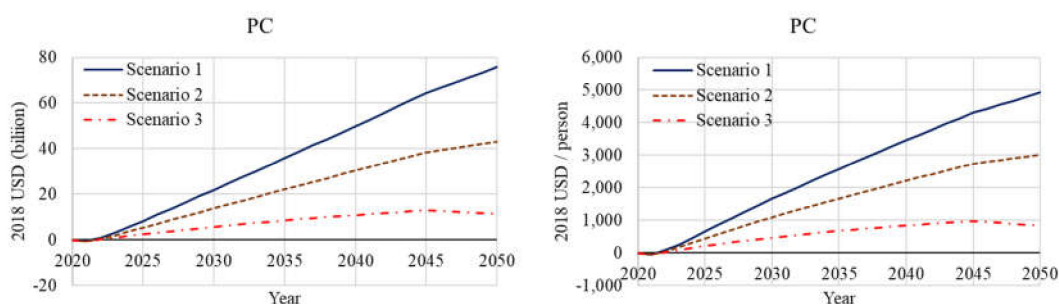 PC
80
60
40
20
0
-20
2018 USD (billiion)
Scenario 1
Scenario 2
Scenario 3
2020 2025 2030 2035 2040 2045 2050
Year
PC
6,000
5,000
4,000
3,000
2,000
1,000
0
-1,000
2018 USD / person
Scenario 1
Scenario 2
Scenario 3
2020 2025 2030 2035 2040 2045 2050
Year